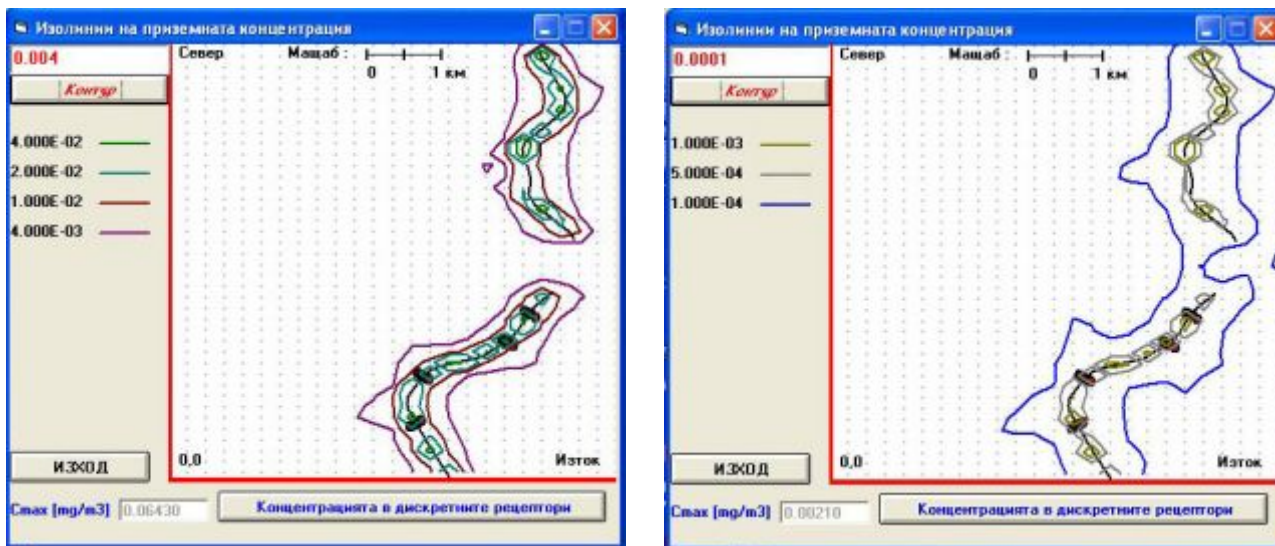 Изолинии на приземната концентрация
0.004
Север
Мащаб :
0 1 км
Контур
4.000E-02
2.000E-02
1.000E-02
4.000E-03
ИЗХОД
0,0
Изток
Cmax [mg/m3] 0.06430
Концентрацията в дискретните рецептори
Изолинии на приземната концентрация
0.0001
Север
Мащаб :
0 1 км
Контур
1.000E-03
5.000E-04
1.000E-04
ИЗХОД
0,0
Изток
Cmax [mg/m3] 0.00210
Концентрацията в дискретните рецептори